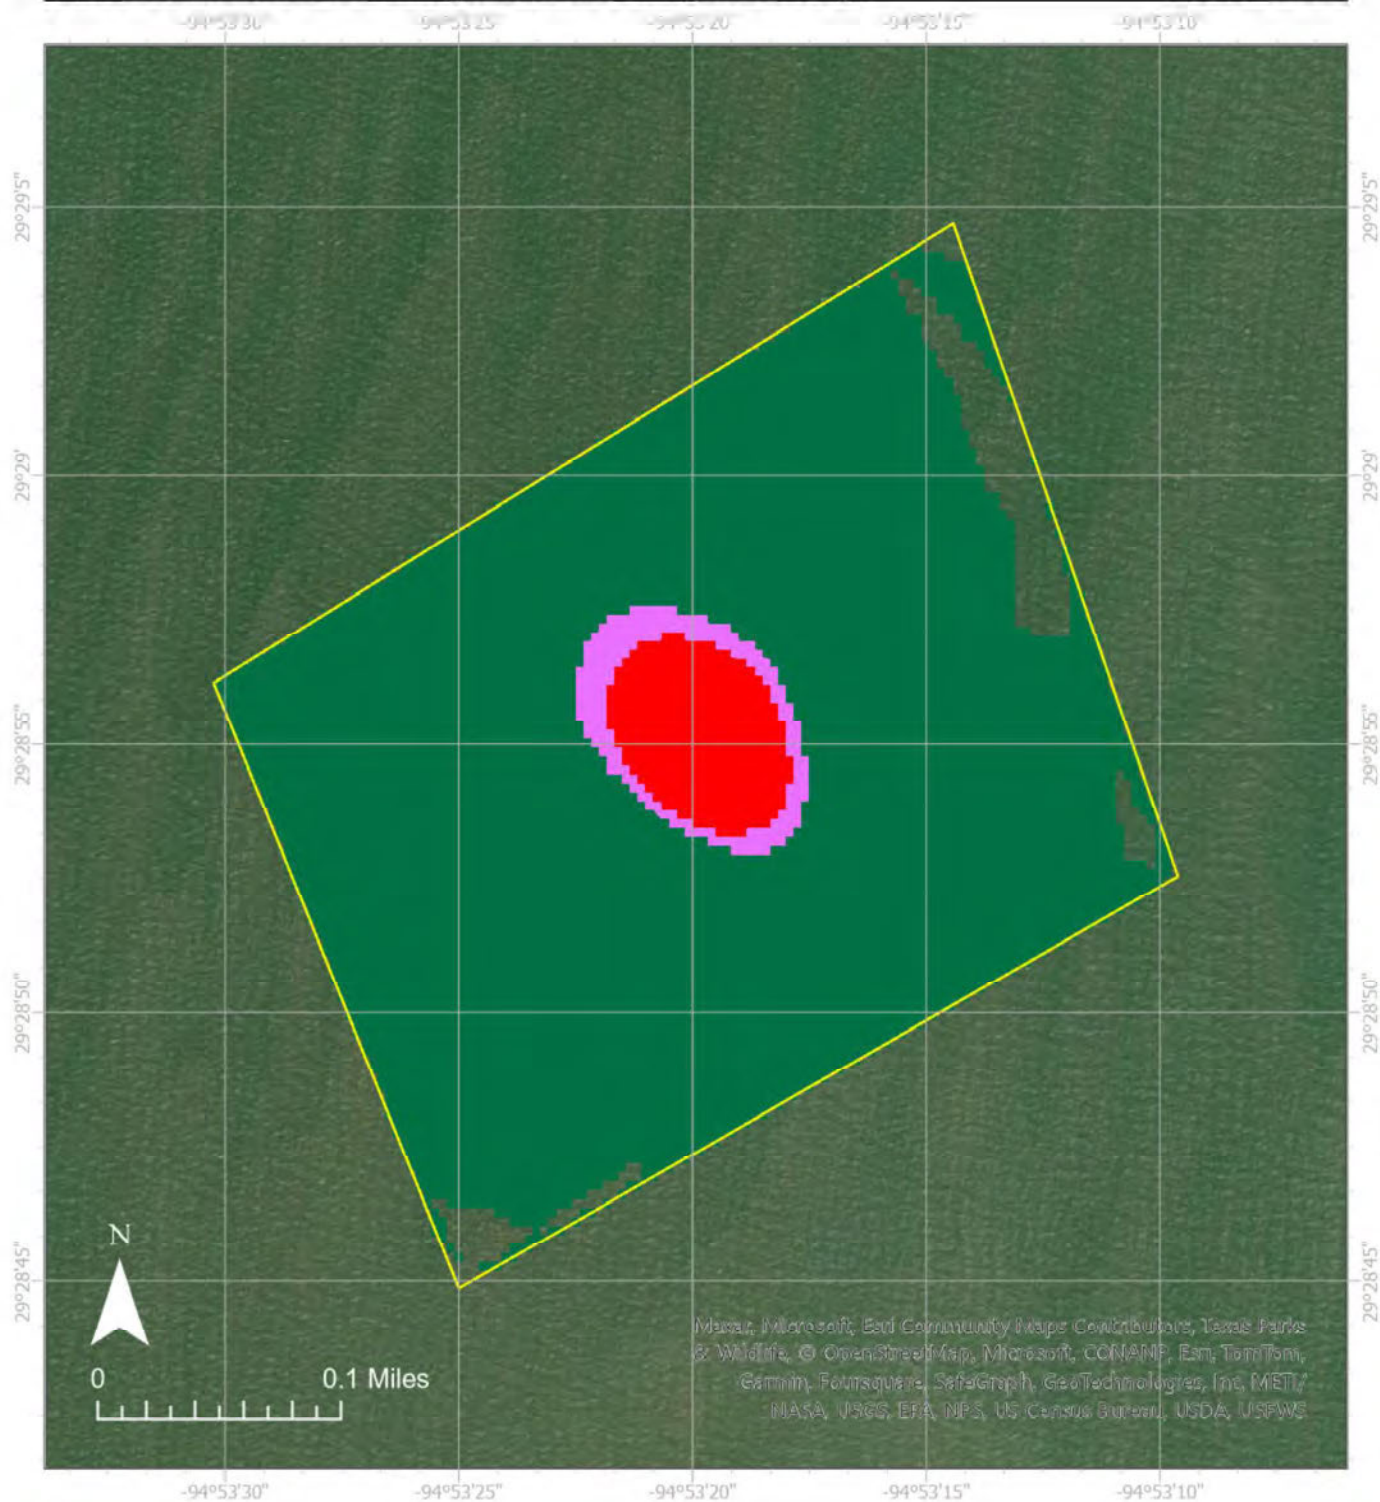 -94°53'30" -94°53'25" -94°53'20" -94°53'15" -94°53'10"
29°29'5" 29°29'5"
29°29' 29°29'
29°28'55" 29°28'55"
29°28'50" 29°28'50"
29°28'45" 29°28'45"
N
0 0.1 Miles
Maxar, Microsoft, Esri Community Maps Contributors, Texas Parks
& Wildlife, © OpenStreetMap, Microsoft, CONANP, Esri, TomTom,
Garmin, Foursquare, SafeGraph, GeoTechnologies, Inc, METI/
NASA, USGS, EPA, NPS, US Census Bureau, USDA, USFWS
-94°53'30" -94°53'25" -94°53'20" -94°53'15" -94°53'10"